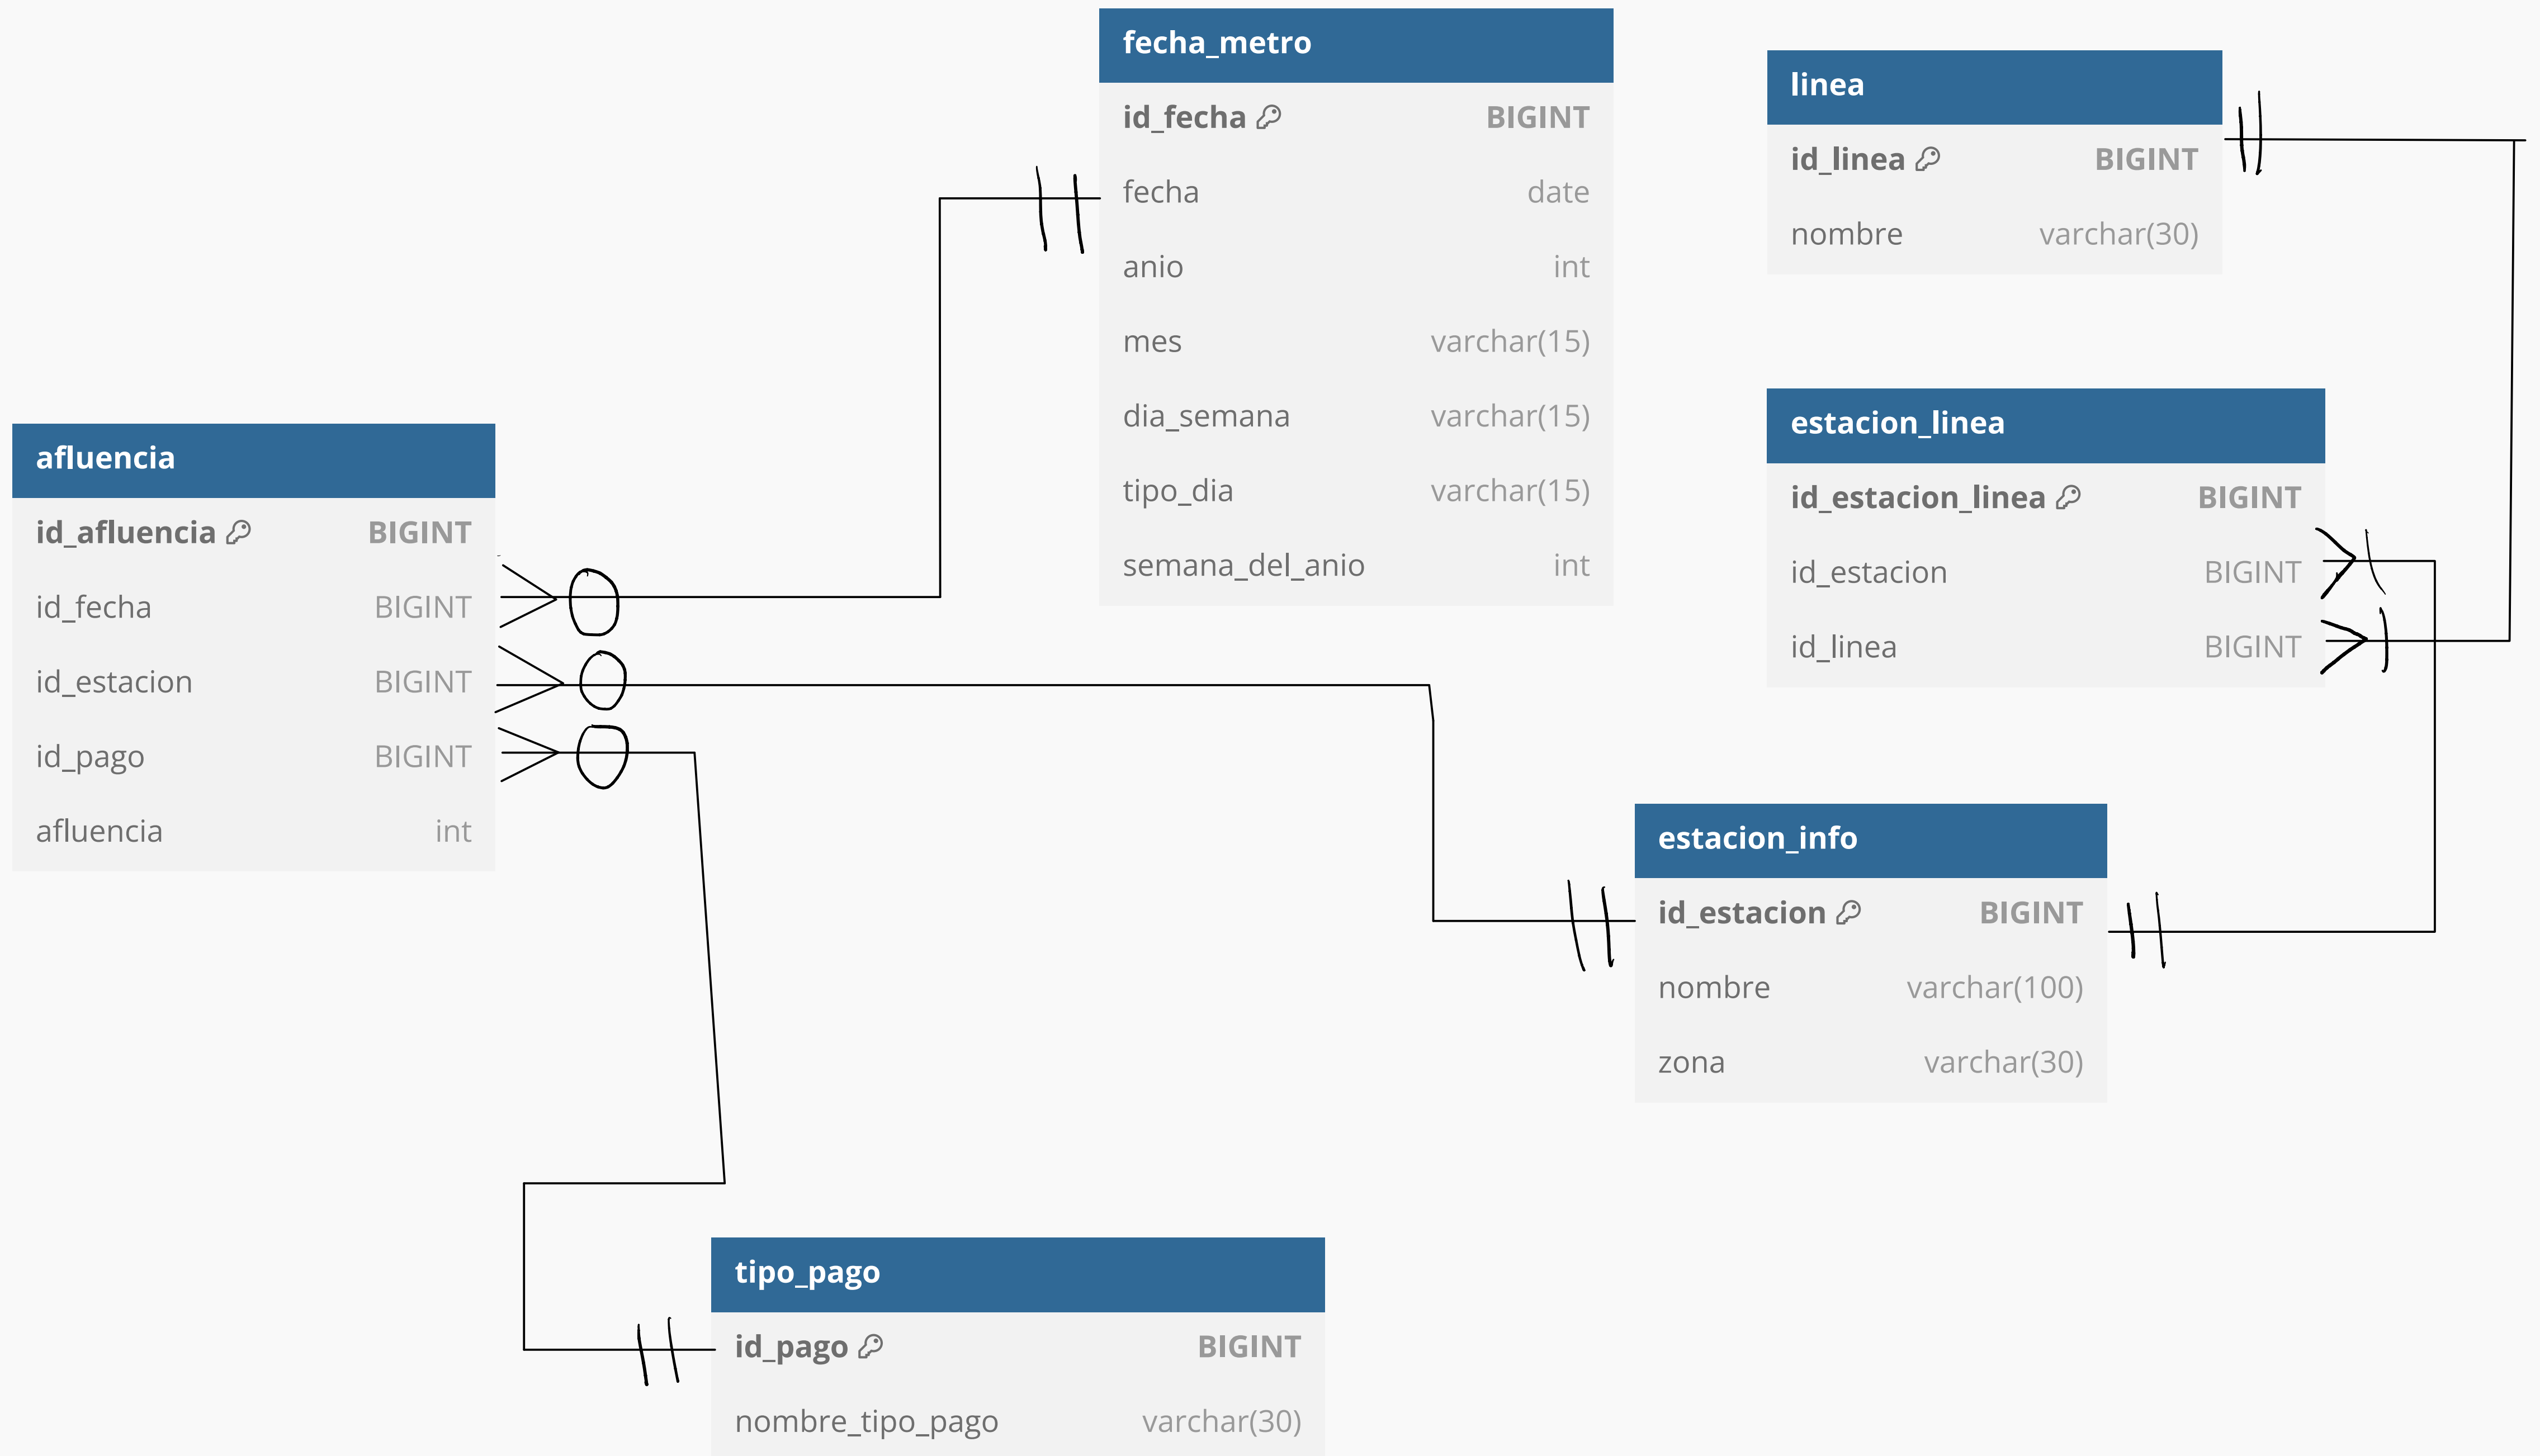 fecha_metro
id_fecha BIGINT
fecha date
anio int
mes varchar(15)
dia_semana varchar(15)
tipo_dia varchar(15)
semana_del_anio int
linea
id_linea BIGINT
nombre varchar(30)
afluencia
id_afluencia BIGINT
id_fecha BIGINT
id_estacion BIGINT
id_pago BIGINT
afluencia int
estacion_linea
id_estacion_linea BIGINT
id_estacion BIGINT
id_linea BIGINT
estacion_info
id_estacion BIGINT
nombre varchar(100)
zona varchar(30)
tipo_pago
id_pago BIGINT
nombre_tipo_pago varchar(30)